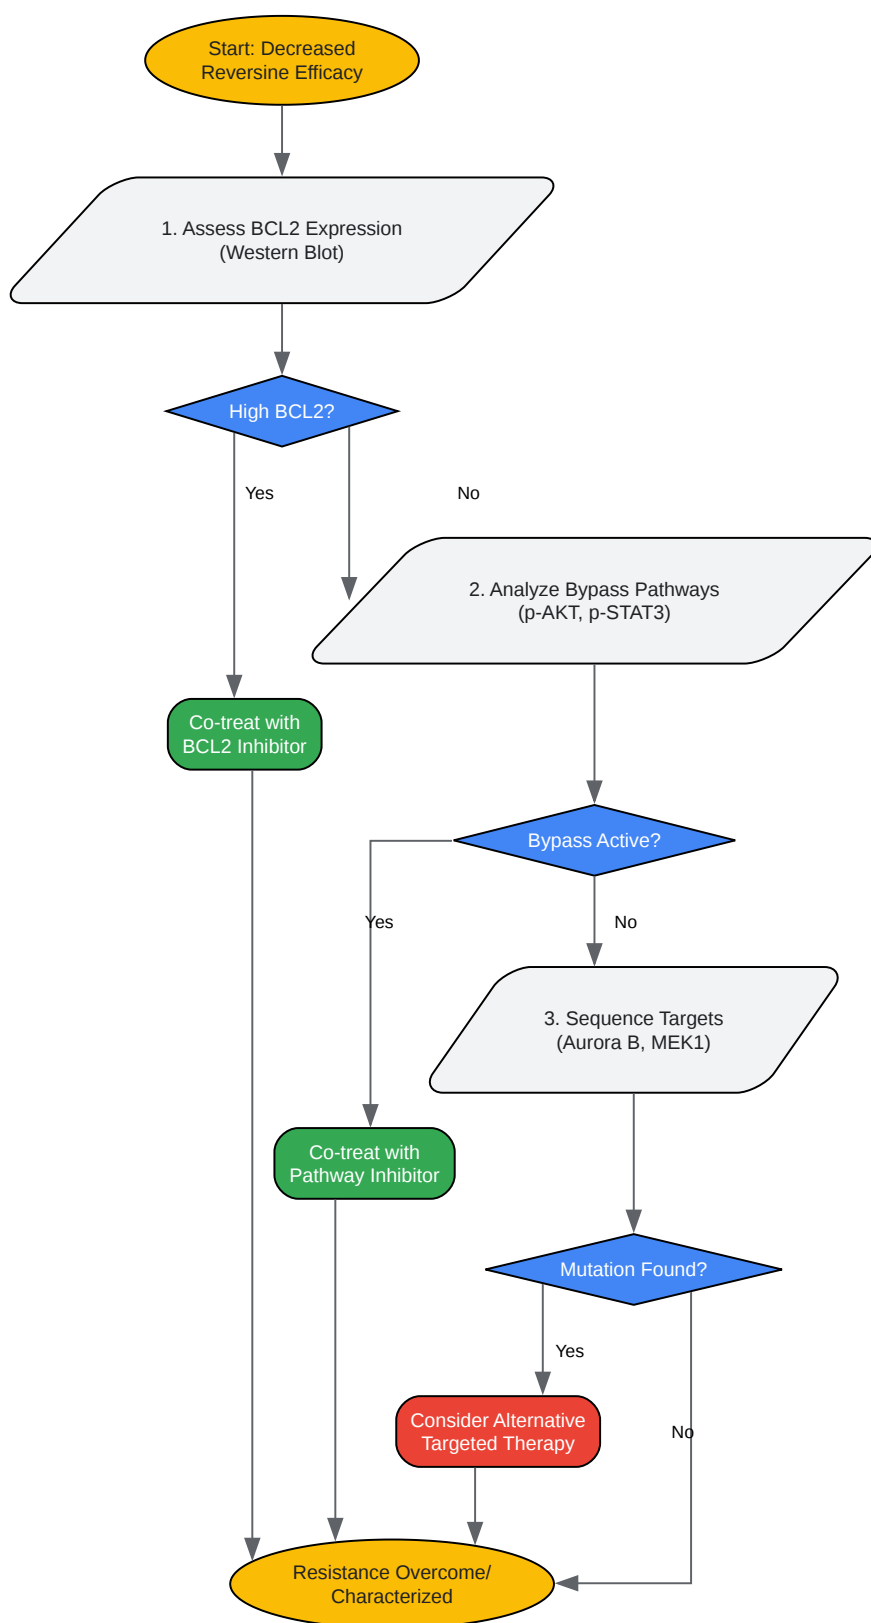 Start: Decreased
Reversine Efficacy
1. Assess BCL2 Expression
(Western Blot)
High BCL2?
Yes
No
2. Analyze Bypass Pathways
(p-AKT, p-STAT3)
Co-treat with
BCL2 Inhibitor
Bypass Active?
Yes
No
3. Sequence Targets
(Aurora B, MEK1)
Co-treat with
Pathway Inhibitor
Mutation Found?
Yes
Consider Alternative
Targeted Therapy
No
Resistance Overcome/
Characterized